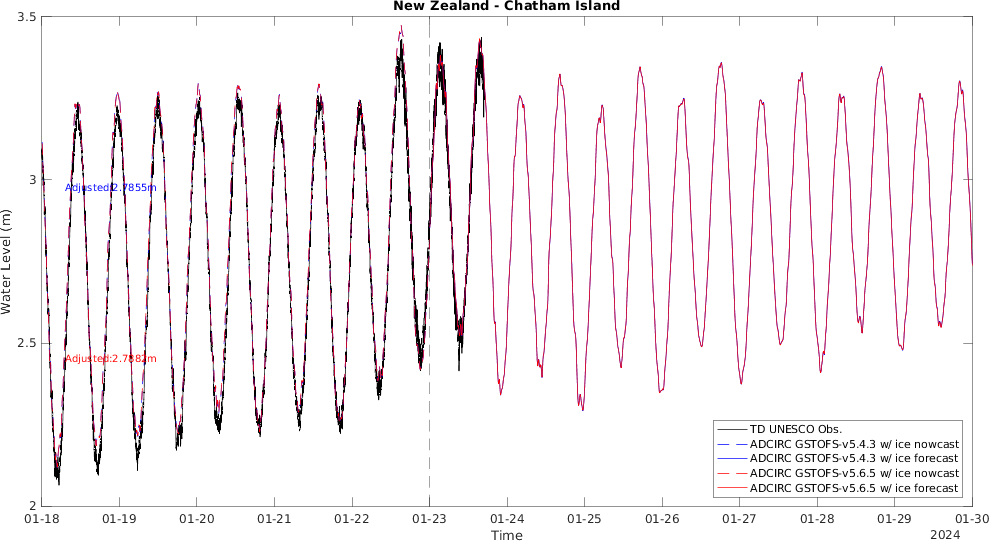 New Zealand - Chatham Island
Water Level (m)
3.5
3
2.5
2
Adjusted:2.7855m
Adjusted:2.7882m
TD UNESCO Obs.
ADCIRC GSTOFS-v5.4.3 w/ ice nowcast
ADCIRC GSTOFS-v5.4.3 w/ ice forecast
ADCIRC GSTOFS-v5.6.5 w/ ice nowcast
ADCIRC GSTOFS-v5.6.5 w/ ice forecast
01-18 01-19 01-20 01-21 01-22 01-23 01-24 01-25 01-26 01-27 01-28 01-29 01-30
Time
2024